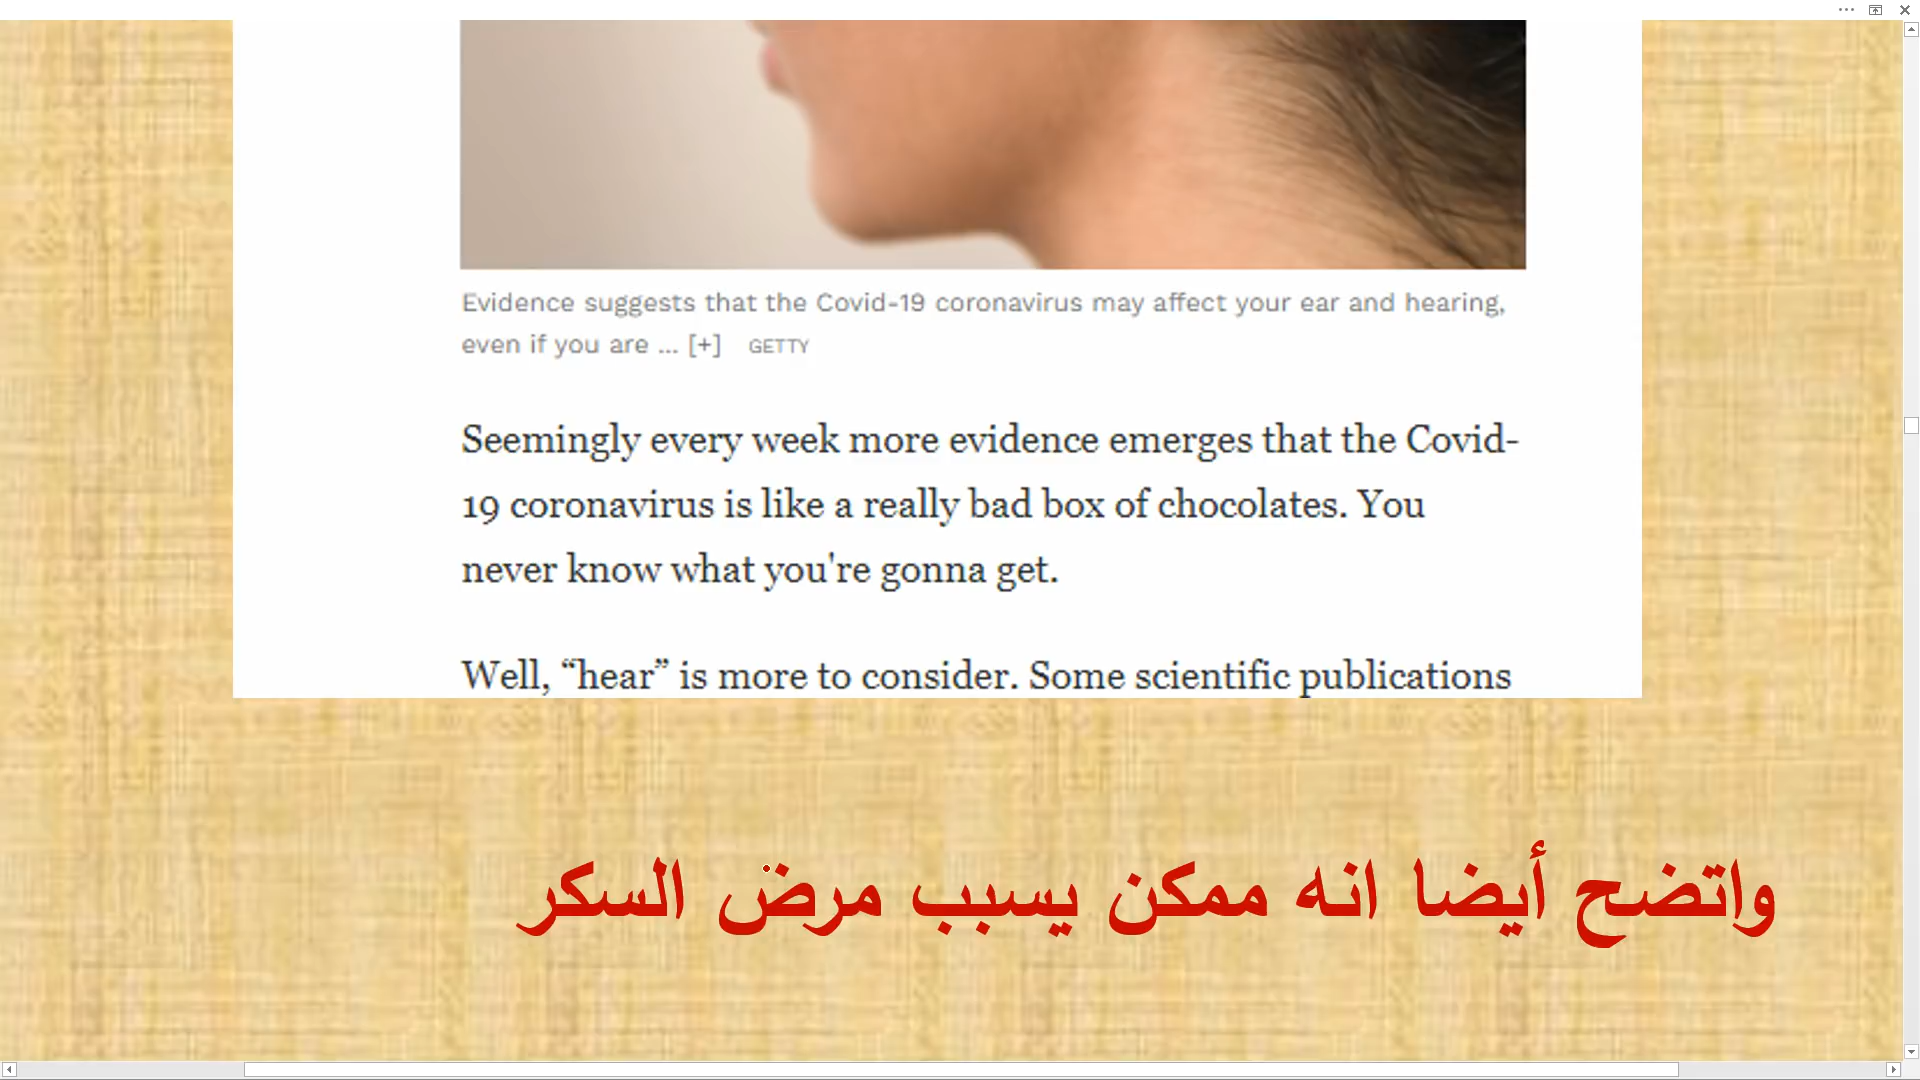 Evidence suggests that the Covid-19 coronavirus may affect your ear and hearing,
even if you are ... [+] GETTY
Seemingly every week more evidence emerges that the Covid-
19 coronavirus is like a really bad box of chocolates. You
never know what you're gonna get.
Well, “hear” is more to consider. Some scientific publications
واتضح أيضا انه ممكن يسبب مرض السكر